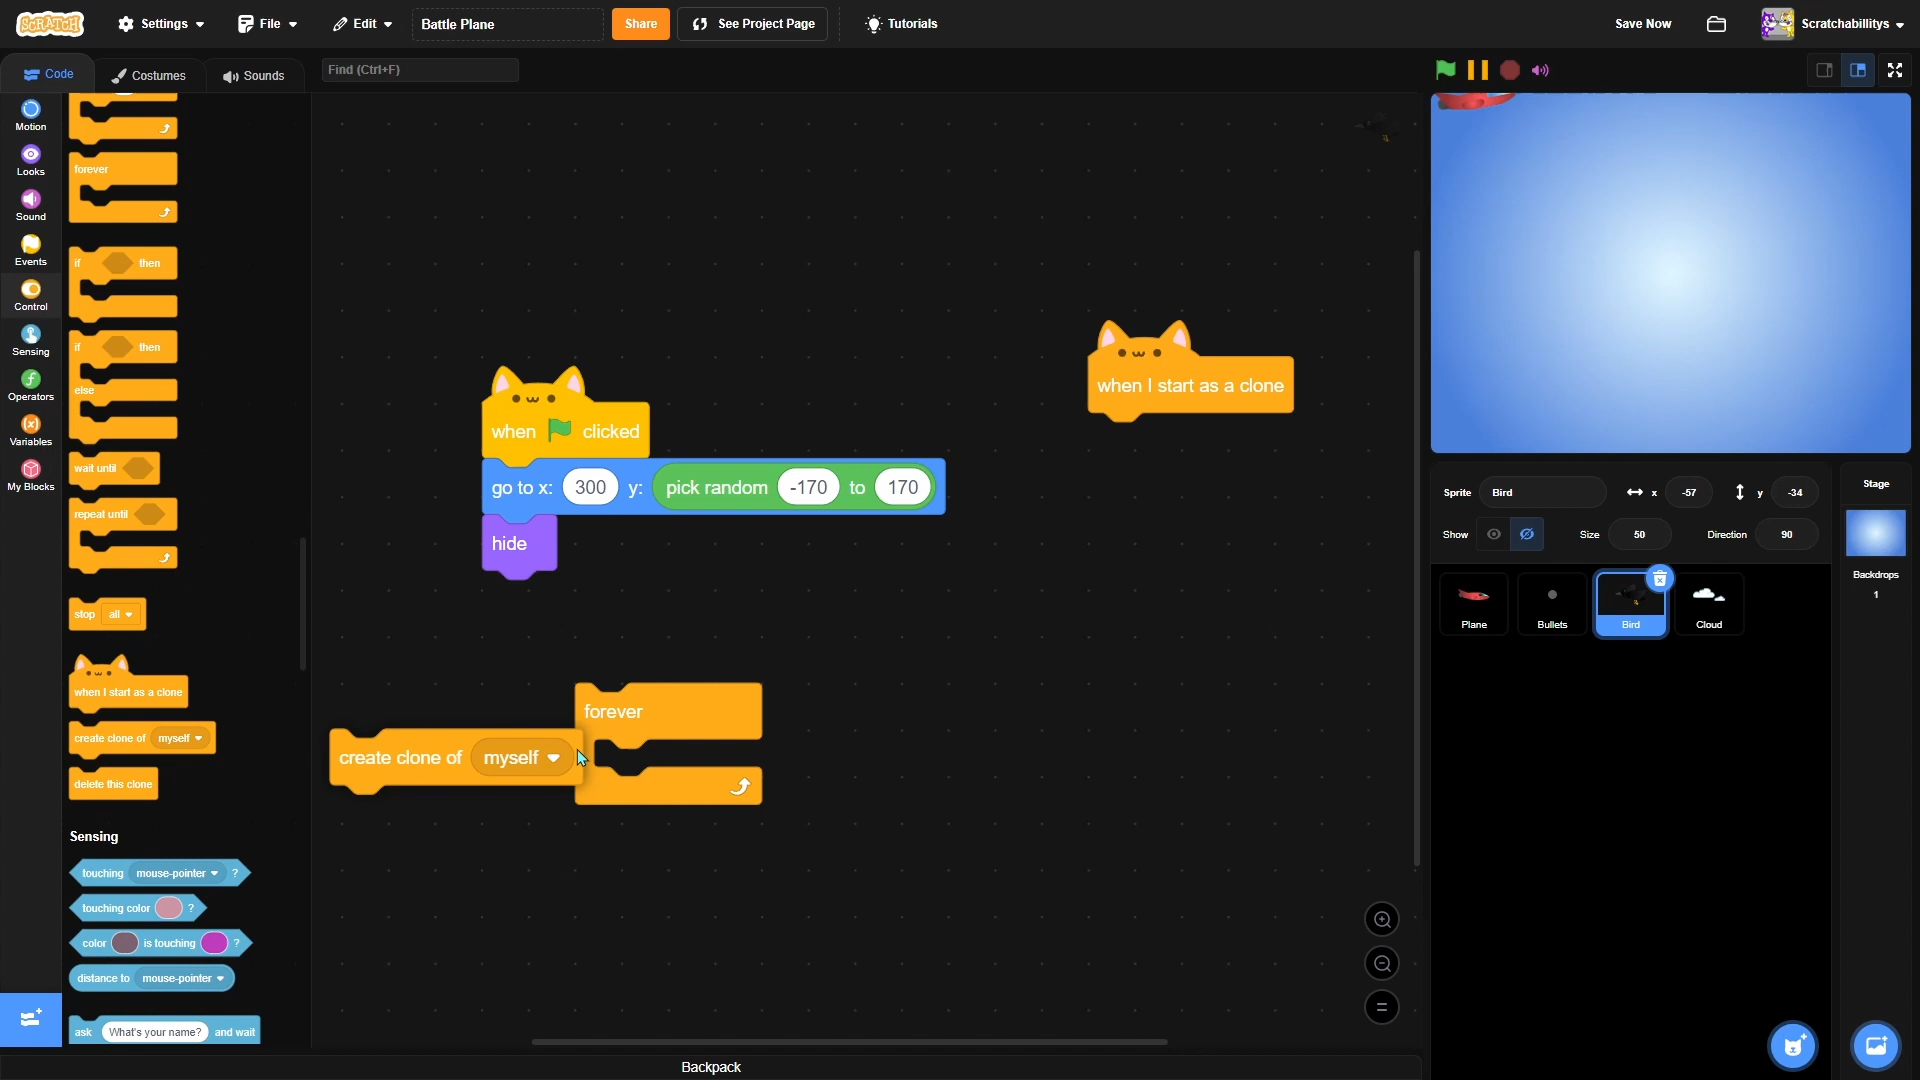 SCRATCH Settings File Edit Battle Plane Share See Project Page Tutorials Save Now Scratchabillitys
Code Costumes Sounds Find (Ctrl+F)
Motion
Looks
Sound
Events
Control
Sensing
Operators
Variables
My Blocks
forever
if then
if then
else
wait until
repeat until
stop all
when I start as a clone
create clone of myself
delete this clone
Sensing
touching mouse-pointer ?
touching color ?
color is touching ?
distance to mouse-pointer
ask What's your name? and wait
when clicked
go to x: 300 y: pick random -170 to 170
hide
when I start as a clone
forever
create clone of myself
Backpack
Sprite Bird x -57 y -34
Show Size 50 Direction 90
Plane Bullets Bird Cloud
Stage
Backdrops
1